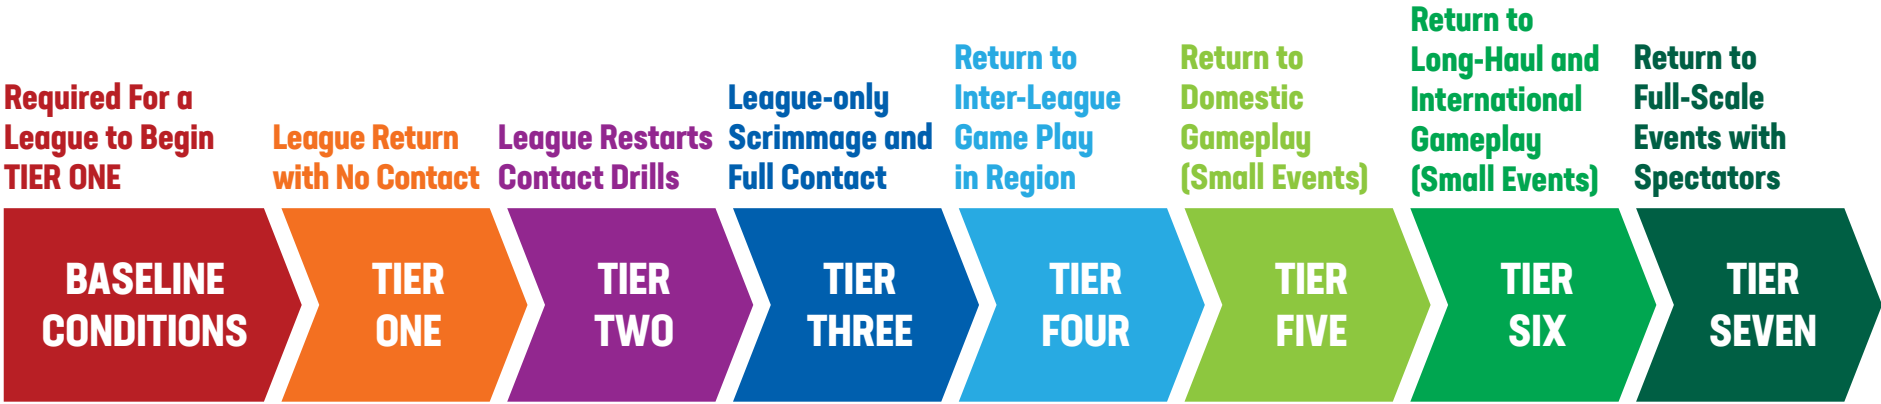 Required For a
League to Begin
TIER ONE
BASELINE
CONDITIONS
League Return
with No Contact
TIER
ONE
League Restarts
Contact Drills
TIER
TWO
League-only
Scrimmage and
Full Contact
TIER
THREE
Return to
Inter-League
Game Play
in Region
TIER
FOUR
Return to
Domestic
Gameplay
(Small Events)
TIER
FIVE
Return to
Long-Haul and
International
Gameplay
(Small Events)
TIER
SIX
Return to
Full-Scale
Events with
Spectators
TIER
SEVEN